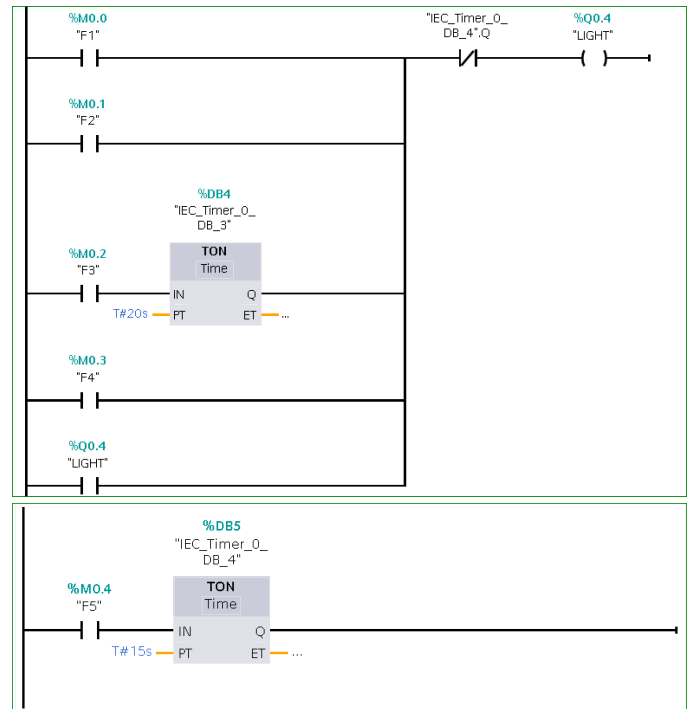 %M0.0
"F1"
"IEC_Timer_0_
DB_4".Q
%Q0.4
"LIGHT"
%M0.1
"F2"
%DB4
"IEC_Timer_0_
DB_3"
TON
Time
%M0.2
"F3"
IN
Q
T#20s
PT
ET
...
%M0.3
"F4"
%Q0.4
"LIGHT"
%DB5
"IEC_Timer_0_
DB_4"
TON
Time
%M0.4
"F5"
IN
Q
T#15s
PT
ET
...